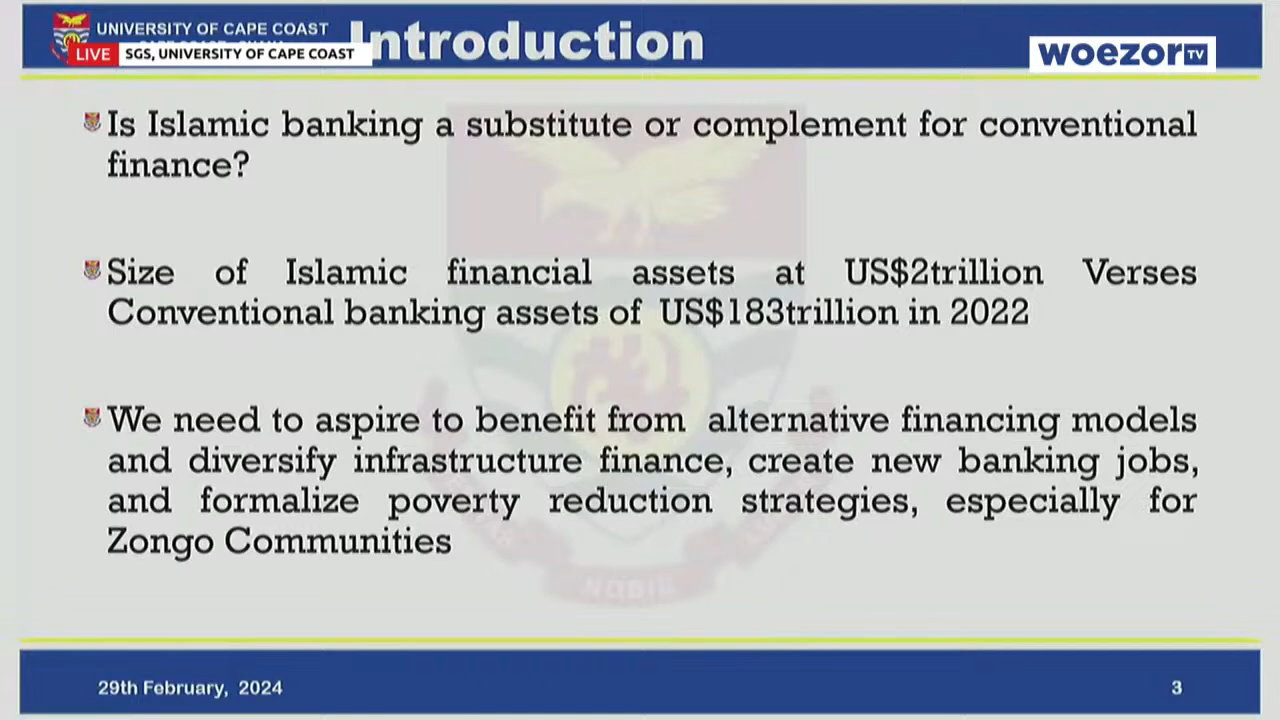 UNIVERSITY OF CAPE COAST
LIVE SGS, UNIVERSITY OF CAPE COAST
Introduction
woezor TV
Is Islamic banking a substitute or complement for conventional
finance?
Size of Islamic financial assets at US$2trillion Verses
Conventional banking assets of US$183trillion in 2022
We need to aspire to benefit from alternative financing models
and diversify infrastructure finance, create new banking jobs,
and formalize poverty reduction strategies, especially for
Zongo Communities
NOBIS
29th February, 2024
3